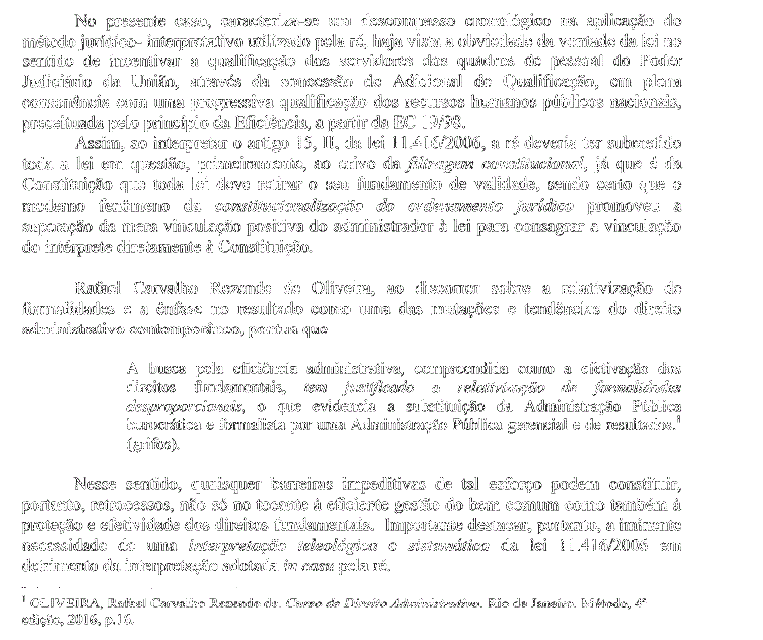 No presente caso, caracteriza-se um descompasso cronológico na aplicação do
método jurídico- interpretativo utilizado pela ré, haja vista a obviedade da vontade da lei no
sentido de incentivar a qualificação dos servidores dos quadros de pessoal do Poder
Judiciário da União, através da concessão do Adicional de Qualificação, em plena
consonância com uma progressiva qualificação dos recursos humanos públicos nacionais,
preceituada pelo princípio da Eficiência, a partir da EC 19/98.
Assim, ao interpretar o artigo 15, II, da lei 11.416/2006, a ré deveria ter submetido
toda a lei em questão, primeiramente, ao crivo da filtragem constitucional, já que é da
Constituição que toda lei deve retirar o seu fundamento de validade, sendo certo que o
moderno fenômeno da constitucionalização do ordenamento jurídico promoveu a
superação da mera vinculação positiva do administrador à lei para consagrar a vinculação
do intérprete diretamente à Constituição.
Rafael Carvalho Rezende de Oliveira, ao discorrer sobre a relativização de
formalidades e a ênfase no resultado como uma das mutações e tendências do direito
administrativo contemporâneo, pontua que
A busca pela eficiência administrativa, compreendida como a efetivação dos
direitos fundamentais, tem justificado a relativização de formalidades
desproporcionais, o que evidencia a substituição da Administração Pública
burocrática e formalista por uma Administração Pública gerencial e de resultados.¹
(grifos).
Nesse sentido, quaisquer barreiras impeditivas de tal esforço podem constituir,
portanto, retrocessos, não só no tocante à eficiente gestão do bem comum como também à
proteção e efetividade dos direitos fundamentais. Importante destacar, portanto, a iminente
necessidade de uma interpretação teleológica e sistemática da lei 11.416/2006 em
detrimento da interpretação adotada in casu pela ré.
¹ OLIVEIRA, Rafael Carvalho Rezende de. Curso de Direito Administrativo. Rio de Janeiro. Método, 4ª
edição, 2016, p.16.